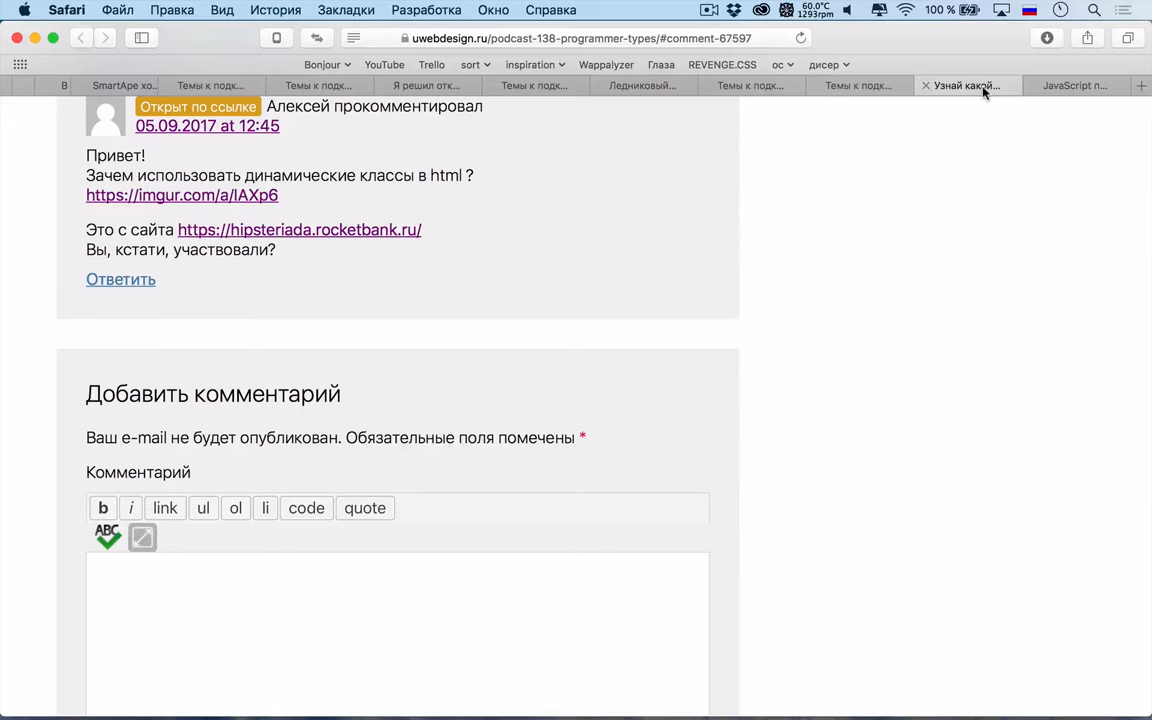 Safari Файл Правка Вид История Закладки Разработка Окно Справка 60.0°C 1293rpm 100 %
uwebdesign.ru/podcast-138-programmer-types/#comment-67597
Bonjour YouTube Trello sort inspiration Wappalyzer Глаза REVENGE.CSS ос дисер
В SmartApe хо... Темы к подк... Темы к подк... Я решил отк... Темы к подк... Ледниковый... Темы к подк... Темы к подк... Узнай какой... JavaScript п...
Открыт по ссылке Алексей прокомментировал
05.09.2017 at 12:45
Привет!
Зачем использовать динамические классы в html ?
https://imgur.com/a/lAXp6
Это с сайта https://hipsteriada.rocketbank.ru/
Вы, кстати, участвовали?
Ответить
Добавить комментарий
Ваш e-mail не будет опубликован. Обязательные поля помечены *
Комментарий
b i link ul ol li code quote
ABC